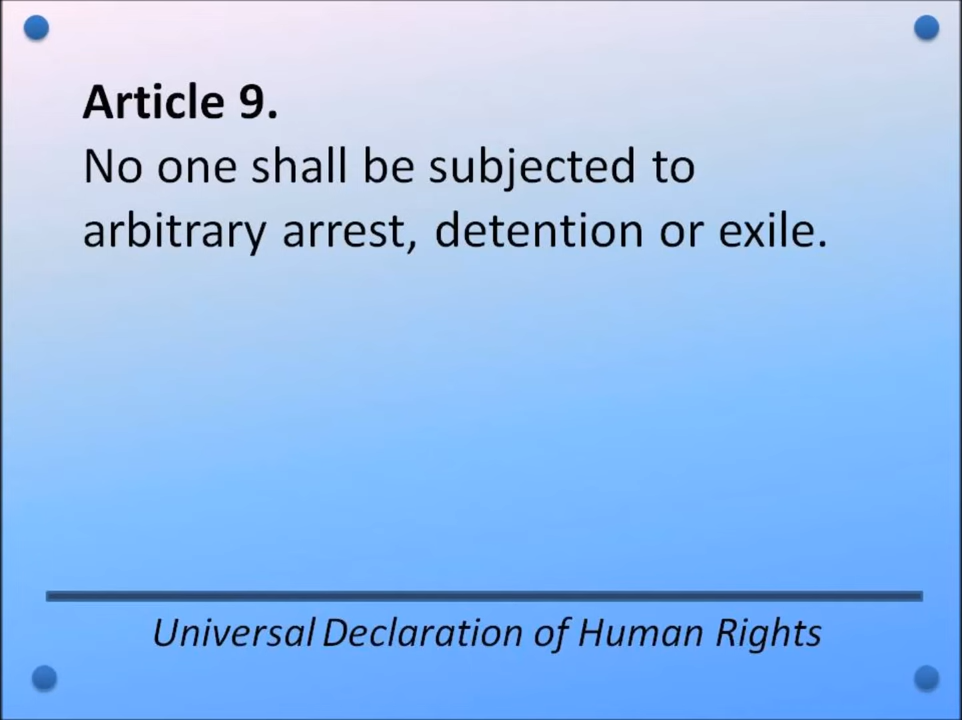 Article 9.
No one shall be subjected to
arbitrary arrest, detention or exile.
Universal Declaration of Human Rights